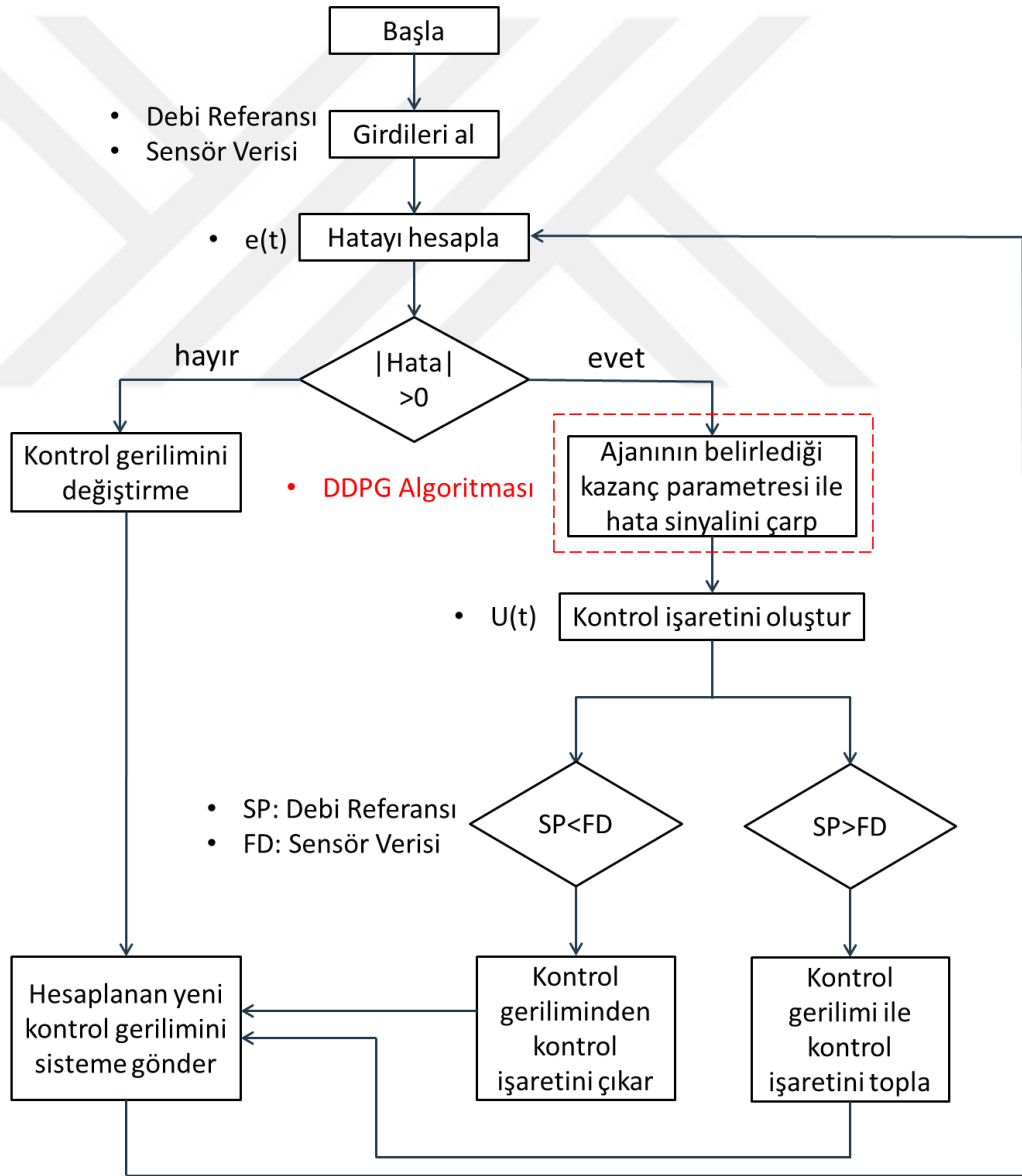 Başla
• Debi Referansı
• Sensör Verisi
Girdileri al
• e(t)
Hatayı hesapla
hayır
|Hata|
>0
evet
Kontrol gerilimini
değiştirme
• DDPG Algoritması
Ajanının belirlediği
kazanç parametresi ile
hata sinyalini çarp
• U(t)
Kontrol işaretini oluştur
• SP: Debi Referansı
• FD: Sensör Verisi
SP<FD
SP>FD
Hesaplanan yeni
kontrol gerilimini
sisteme gönder
Kontrol
geriliminden
kontrol
işaretini çıkar
Kontrol
gerilimi ile
kontrol
işaretini topla